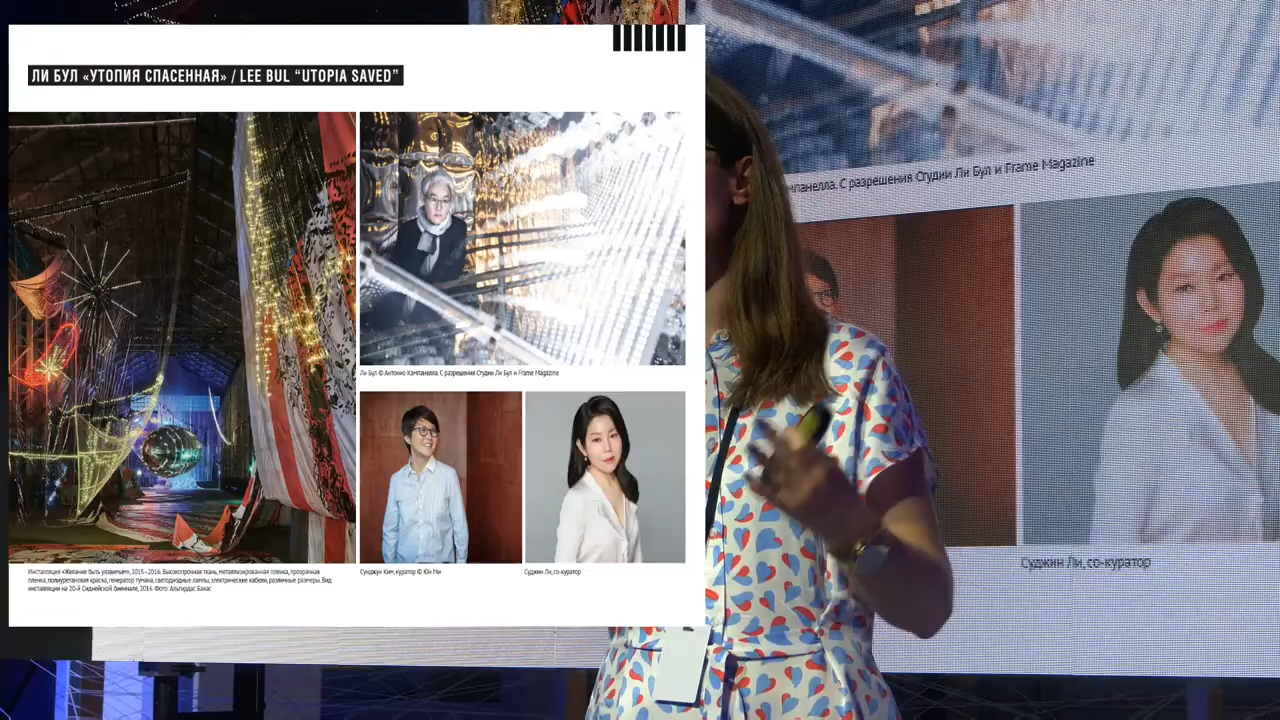 ЛИ БУЛ «УТОПИЯ СПАСЕННАЯ» / LEE BUL “UTOPIA SAVED”
Ли Бул © Антонио Кампанелла. С разрешения Студии Ли Бул и Frame Magazine
Инсталляция «Желание быть уязвимым», 2015–2016. Высокопрочная ткань, металлизированная пленка, прозрачная
пленка, полиуретановая краска, генератор тумана, светодиодные лампы, электрические кабели, различные размеры. Вид
инсталляции на 20-й Сиднейской биеннале, 2016. Фото: Альгирдас Бакас
Сунджун Ким, куратор © Юн Ми
Суджин Ли, со-куратор
мпанелла. С разрешения Студии Ли Бул и Frame Magazine
Суджин Ли, со-куратор